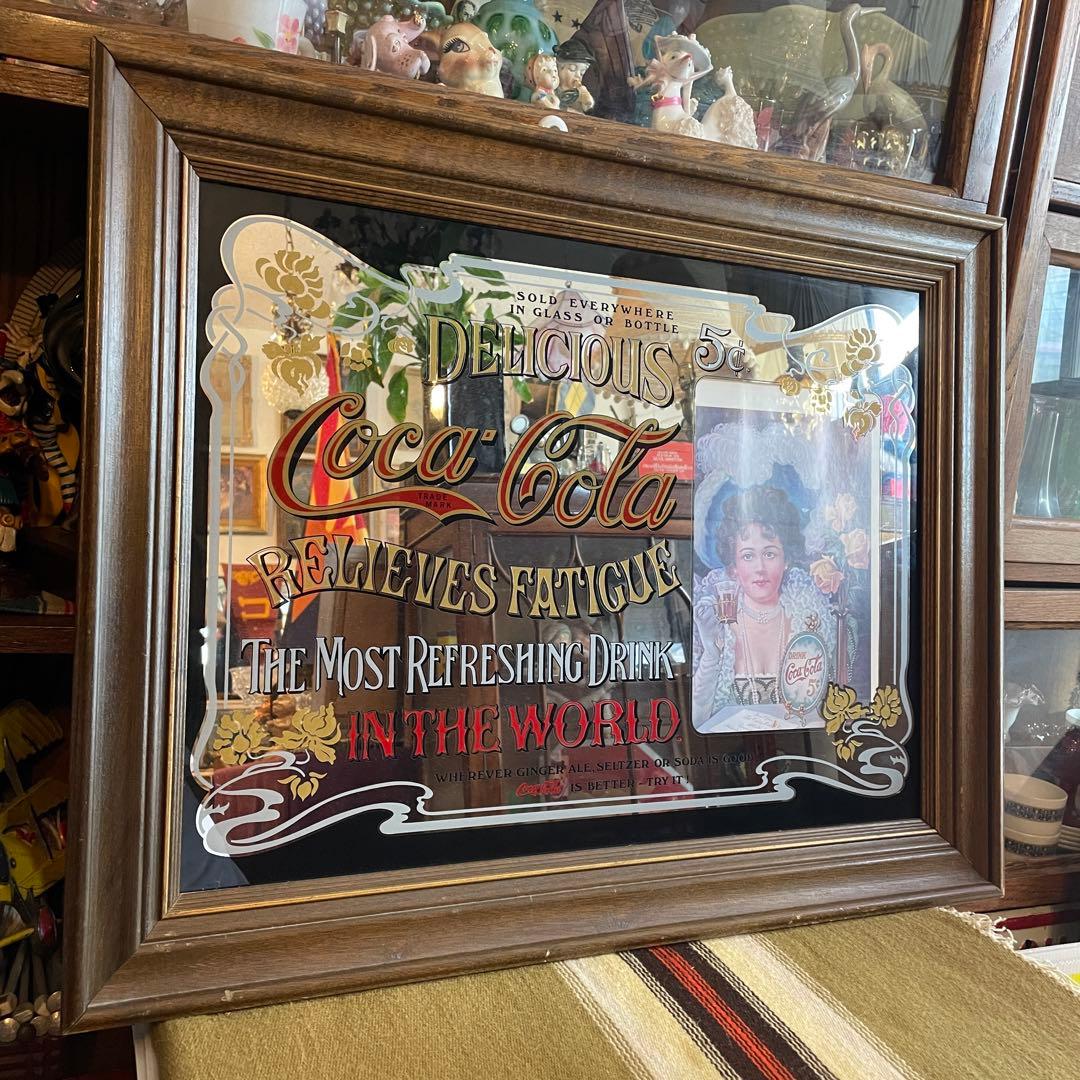 SOLD EVERYWHERE
IN GLASS OR BOTTLE
DELICIOUS
5¢
Coca-Cola
TRADE
MARK
RELIEVES FATIGUE
THE MOST REFRESHING DRINK
IN THE WORLD.
WHEREVER GINGER ALE, SELTZER OR SODA IS GOOD
Coca-Cola IS BETTER - TRY IT!
DRINK
Coca-Cola
5¢